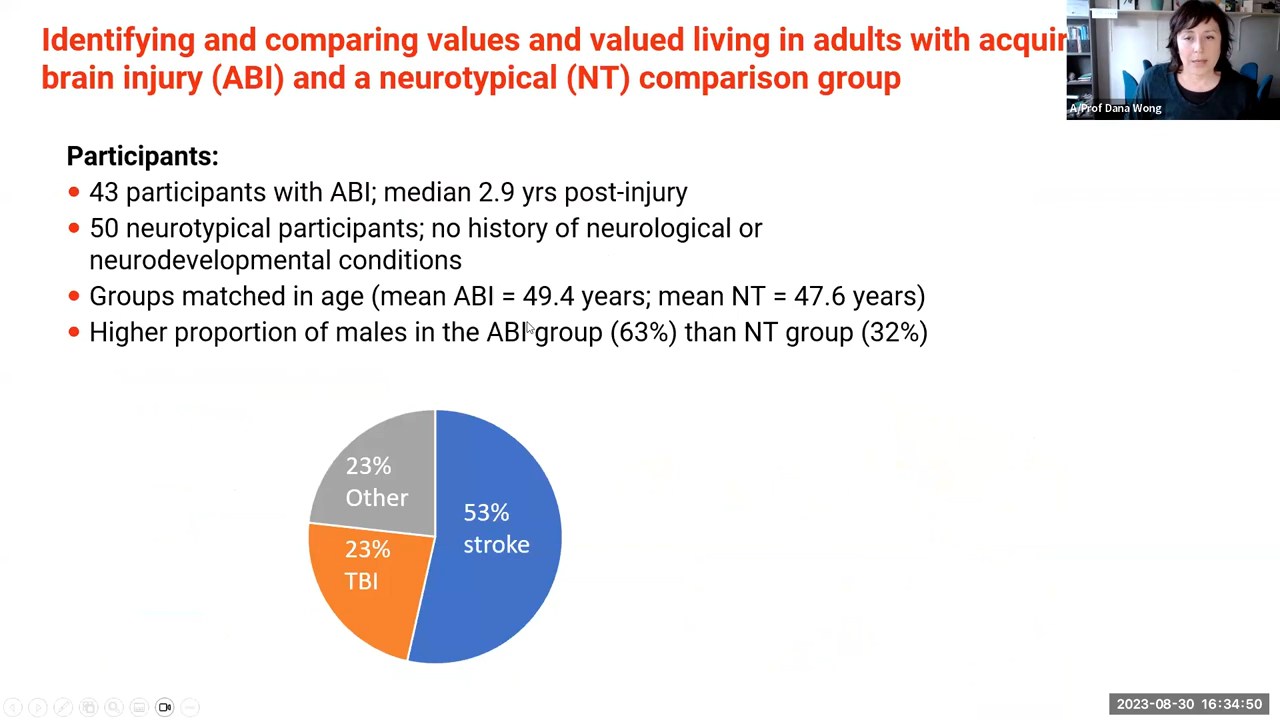 Identifying and comparing values and valued living in adults with acquir
brain injury (ABI) and a neurotypical (NT) comparison group
A/Prof Dana Wong
Participants:
43 participants with ABI; median 2.9 yrs post-injury
50 neurotypical participants; no history of neurological or
neurodevelopmental conditions
Groups matched in age (mean ABI = 49.4 years; mean NT = 47.6 years)
Higher proportion of males in the ABI group (63%) than NT group (32%)
23%
Other
53%
stroke
23%
TBI
2023-08-30 16:34:50